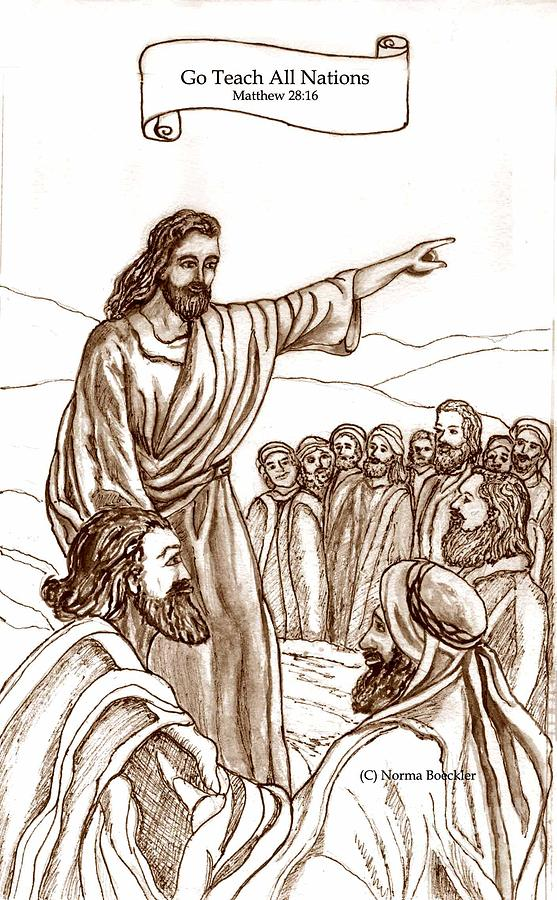 Go Teach All Nations
Matthew 28:16
(C) Norma Boeckler